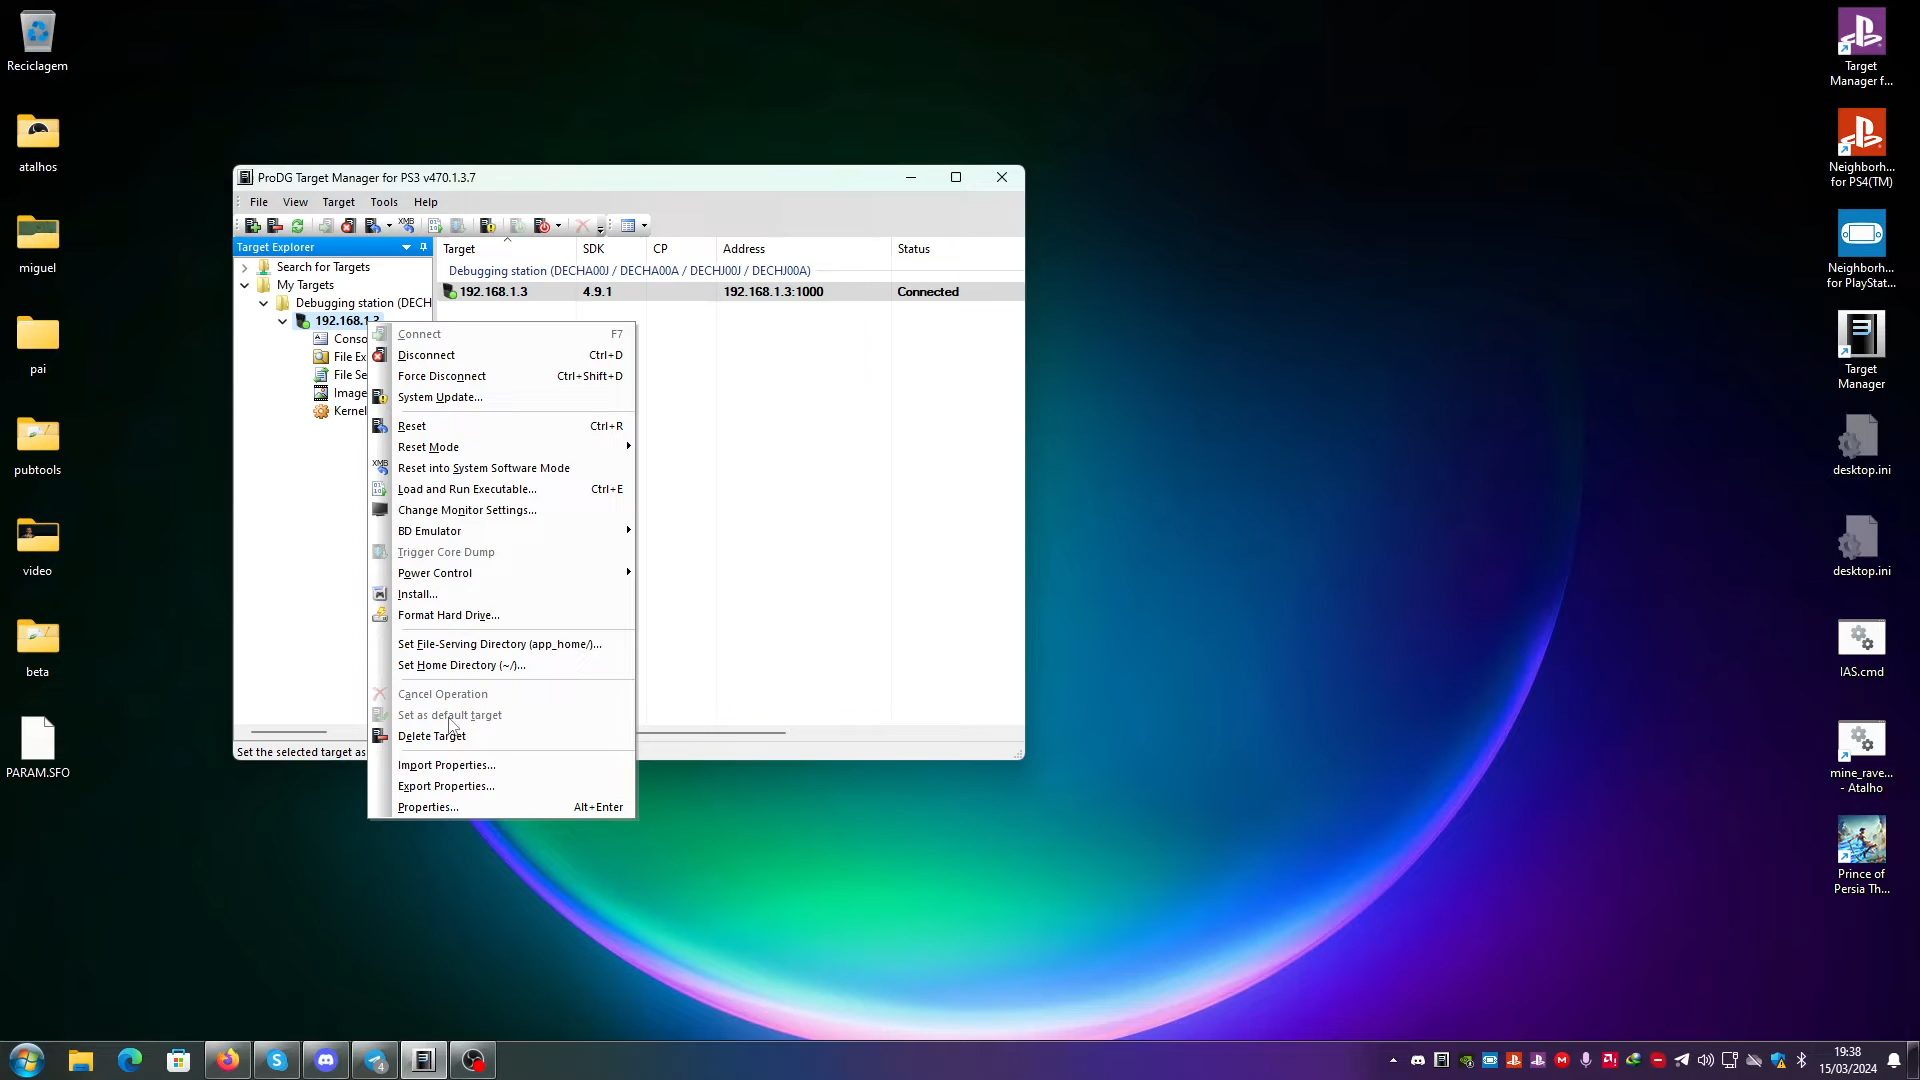 Reciclagem
atalhos
miguel
pai
pubtools
video
beta
PARAM.SFO
ProDG Target Manager for PS3 v470.1.3.7
File View Target Tools Help
XMB
Target Explorer
Search for Targets
My Targets
Debugging station (DECH
192.168.1.3
Conso
File Ex
File Se
Image
Kernel
Target SDK CP Address Status
Debugging station (DECHA00J / DECHA00A / DECHJ00J / DECHJ00A)
192.168.1.3 4.9.1 192.168.1.3:1000 Connected
Connect F7
Disconnect Ctrl+D
Force Disconnect Ctrl+Shift+D
System Update...
Reset Ctrl+R
Reset Mode
XMB Reset into System Software Mode
Load and Run Executable... Ctrl+E
Change Monitor Settings...
BD Emulator
Trigger Core Dump
Power Control
Install...
Format Hard Drive...
Set File-Serving Directory (app_home/)...
Set Home Directory (~/)...
Cancel Operation
Set as default target
Delete Target
Import Properties...
Export Properties...
Properties... Alt+Enter
Set the selected target as
Target
Manager f...
Neighborh...
for PS4(TM)
Neighborh...
for PlayStat...
Target
Manager
desktop.ini
desktop.ini
IAS.cmd
mine_rave...
- Atalho
Prince of
Persia Th...
4
19:38
15/03/2024